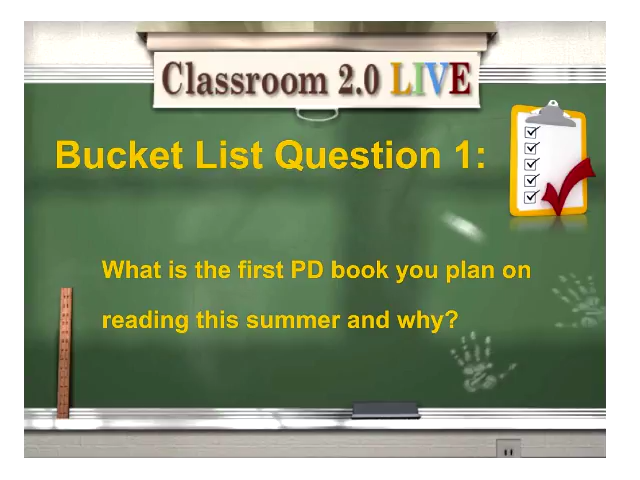 Classroom 2.0 LIVE
Bucket List Question 1:
What is the first PD book you plan on
reading this summer and why?